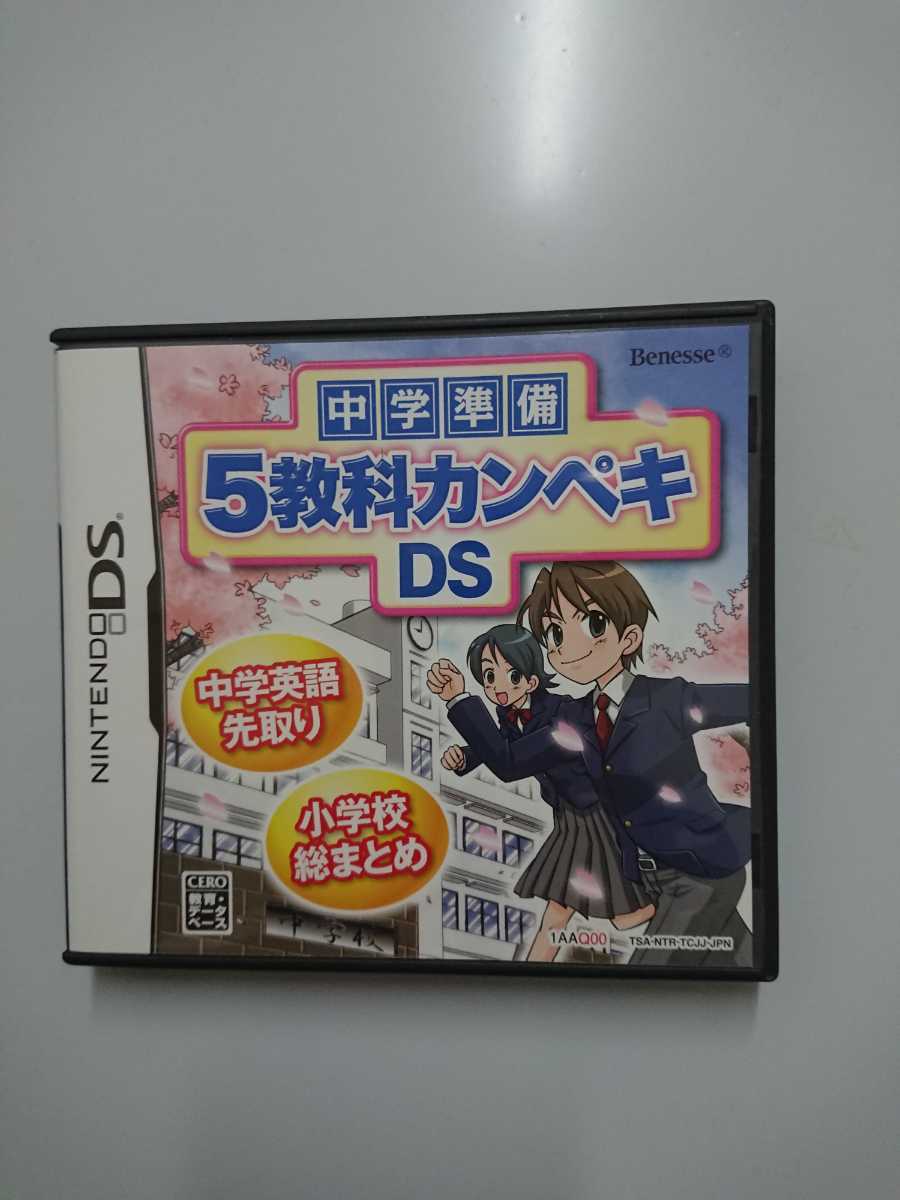 NINTENDO DS®
Benesse®
中学準備
5教科カンペキ
DS
中学英語
先取り
小学校
総まとめ
CERO
教育・
データ
ベース
中学校
1AAQ00
TSA-NTR-TCJJ-JPN